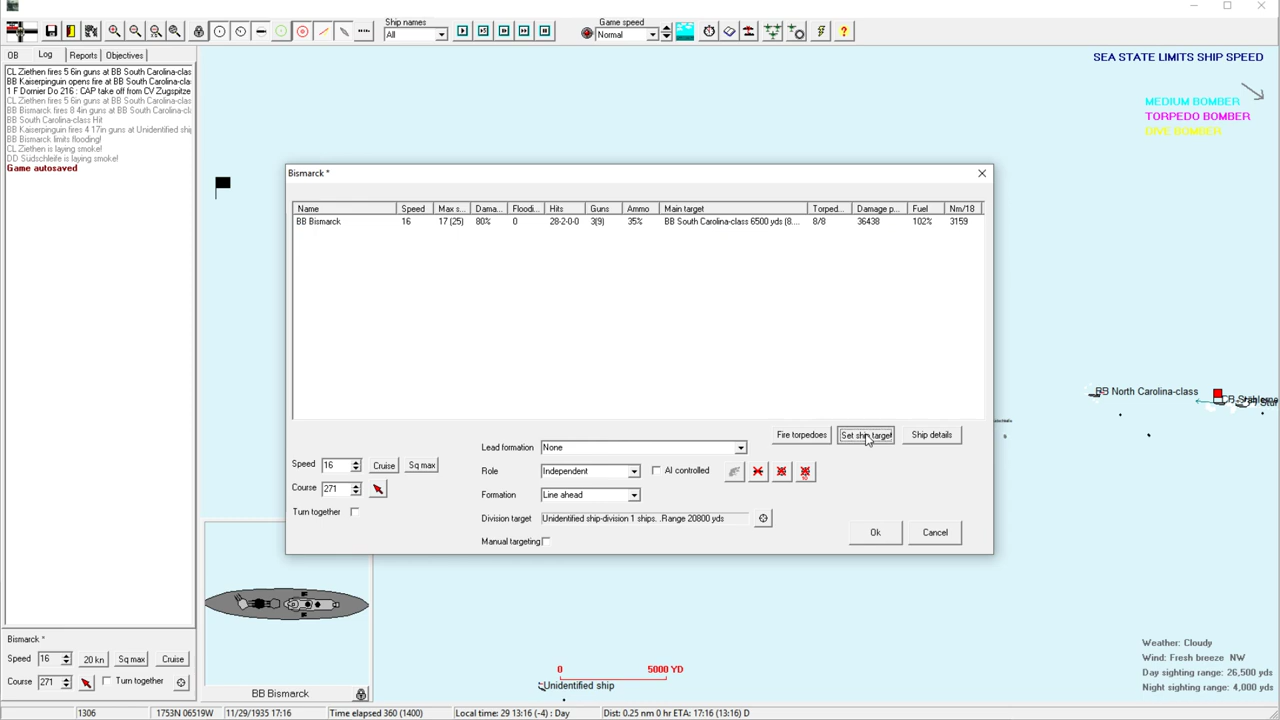 Ship names
All
Game speed
Normal
OB
Log
Reports
Objectives
CL Ziethen fires 5 6in guns at BB South Carolina-clas
BB Kaiserpinguin opens fire at BB South Carolina-cla
1 F Dornier Do 216 : CAP take off from CV Zugspitze
CL Ziethen fires 5 6in guns at BB South Carolina-clas
BB Bismarck fires 8 4in guns at BB South Carolina-cl
BB South Carolina-class Hit
BB Kaiserpinguin fires 4 17in guns at Unidentified ship
BB Bismarck limits flooding!
CL Ziethen is laying smoke!
DD Südschleife is laying smoke!
Game autosaved
SEA STATE LIMITS SHIP SPEED
MEDIUM BOMBER
TORPEDO BOMBER
DIVE BOMBER
Bismarck *
Name Speed Max s... Dama... Floodi... Hits Guns Ammo Main target Torped... Damage p... Fuel Nm/18
BB Bismarck 16 17 (25) 80% 0 28-2-0-0 3(9) 35% BB South Carolina-class 6500 yds (8.... 8/8 36438 102% 3159
BB North Carolina-class
Fire torpedoes
Set ship target
Ship details
Lead formation None
Speed 16 Cruise Sq max
Role Independent AI controlled
Course 271
Formation Line ahead
Turn together
Division target Unidentified ship-division 1 ships. .Range 20800 yds
Manual targeting
Ok
Cancel
Bismarck *
Speed 16 20 kn Sq max Cruise
Course 271 Turn together
BB Bismarck
0 5000 YD
Unidentified ship
Weather: Cloudy
Wind: Fresh breeze NW
Day sighting range: 26,500 yds
Night sighting range: 4,000 yds
1306 1753N 06519W 11/29/1935 17:16 Time elapsed 360 (1400) Local time: 29 13:16 (-4) : Day Dist: 0.25 nm 0 hr ETA: 17:16 (13:16) D